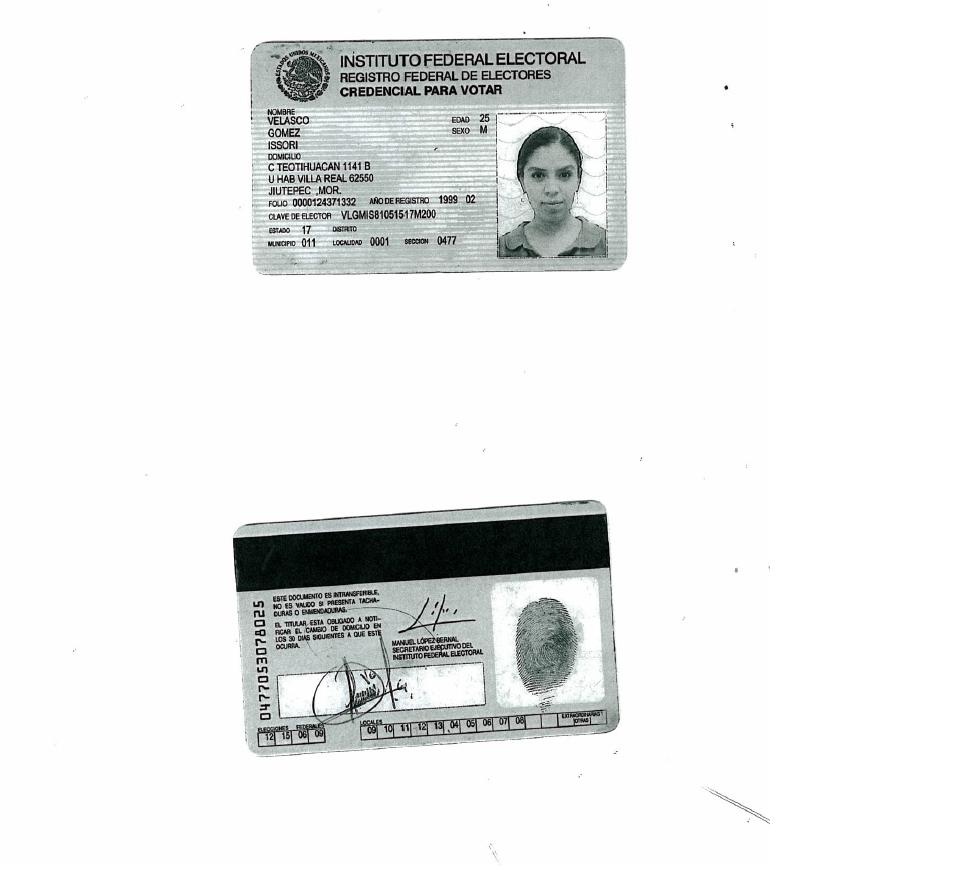 ESTADOS UNIDOS MEXICANOS
INSTITUTO FEDERAL ELECTORAL
REGISTRO FEDERAL DE ELECTORES
CREDENCIAL PARA VOTAR
NOMBRE
VELASCO
EDAD 25
GOMEZ
SEXO M
ISSORI
DOMICILIO
C TEOTIHUACAN 1141 B
U HAB VILLA REAL 62550
JIUTEPEC ,MOR.
FOLIO 0000124371332 AÑO DE REGISTRO 1999 02
CLAVE DE ELECTOR VLGMIS81051517M200
ESTADO 17 DISTRITO
MUNICIPIO 011 LOCALIDAD 0001 SECCION 0477
ESTE DOCUMENTO ES INTRANSFERIBLE,
NO ES VALIDO SI PRESENTA TACHA-
DURAS O ENMENDADURAS.
EL TITULAR ESTA OBLIGADO A NOTI-
FICAR EL CAMBIO DE DOMICILIO EN
LOS 30 DIAS SIGUIENTES A QUE ESTE
OCURRA.
MANUEL LÓPEZ BERNAL
SECRETARIO EJECUTIVO DEL
INSTITUTO FEDERAL ELECTORAL
0477053078025
ELECCIONES FEDERALES
12 15 06 09
LOCALES
09 10 11 12 13 04 05 06 07 08
EXTRAORDINARIAS
OTRAS